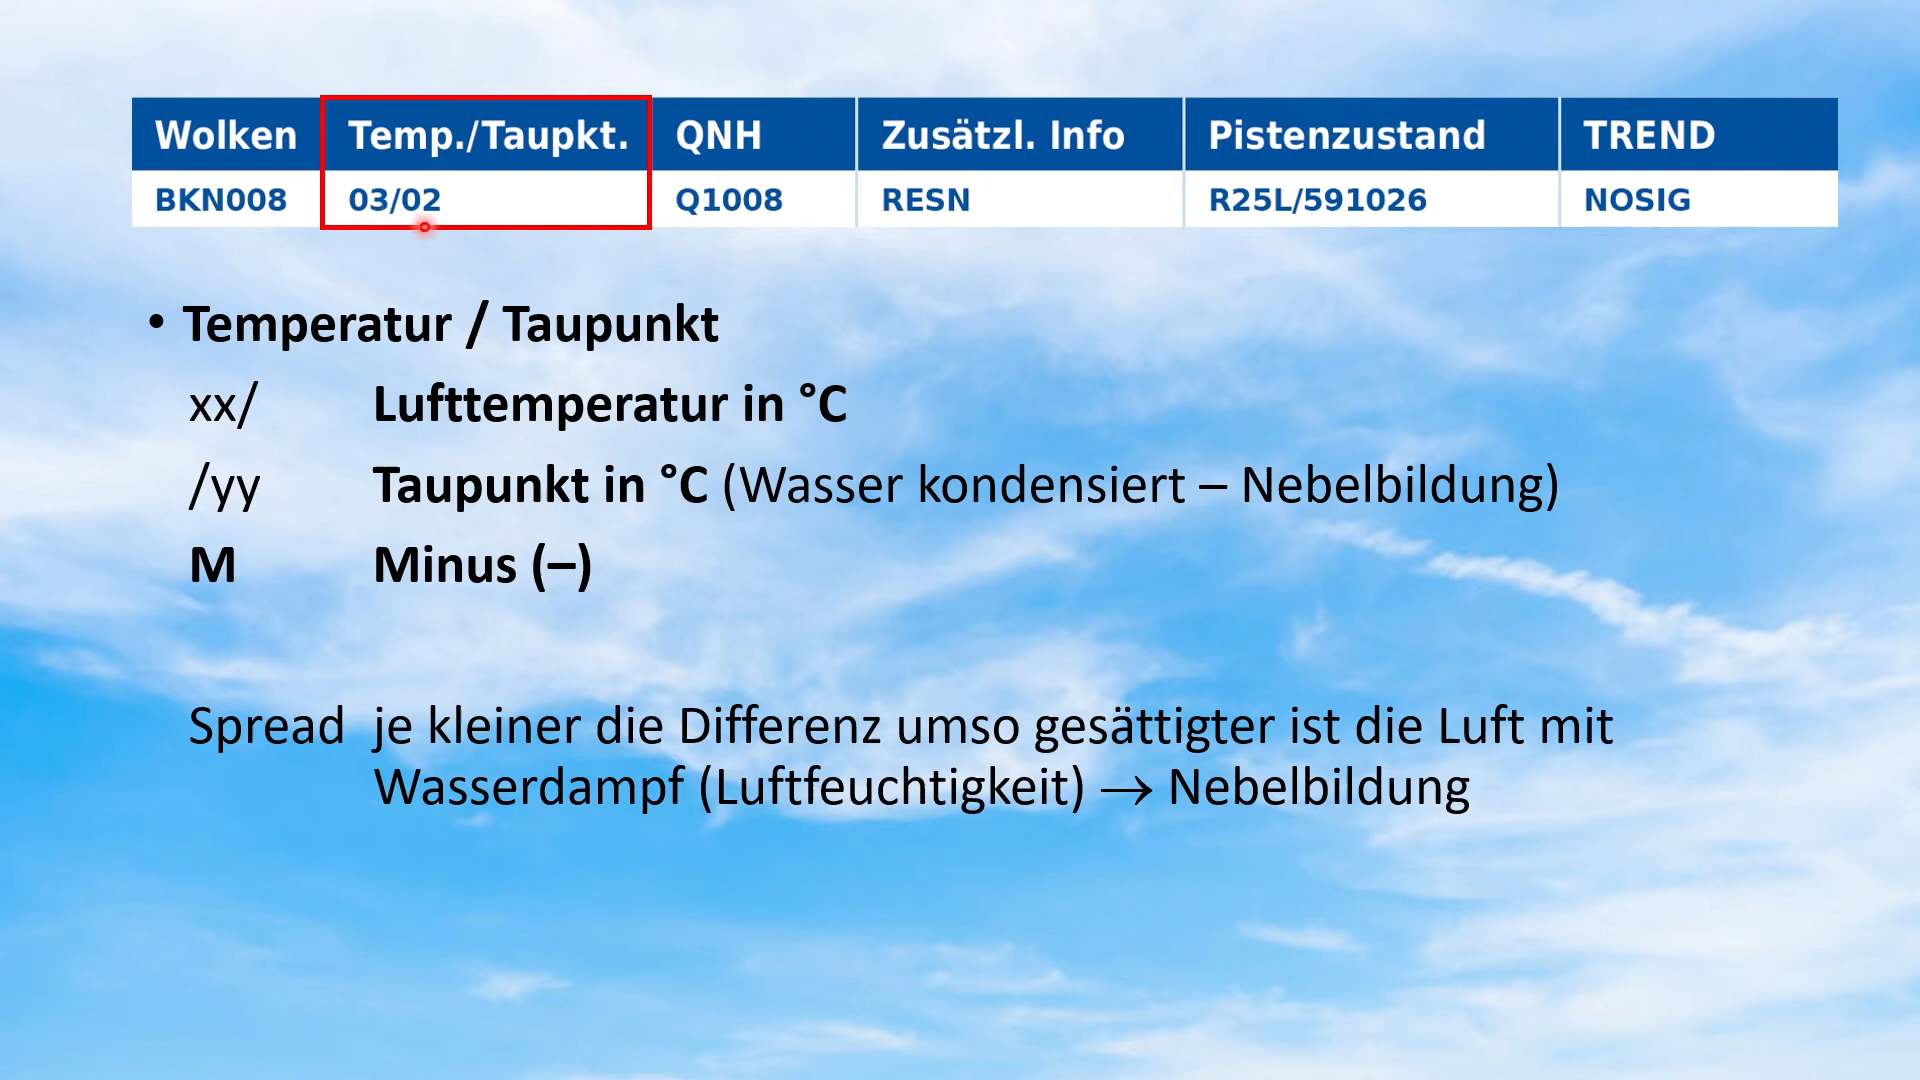 Wolken Temp./Taupkt. QNH Zusätzl. Info Pistenzustand TREND
BKN008 03/02 Q1008 RESN R25L/591026 NOSIG
• Temperatur / Taupunkt
xx/ Lufttemperatur in °C
/yy Taupunkt in °C (Wasser kondensiert – Nebelbildung)
M Minus (–)
Spread je kleiner die Differenz umso gesättigter ist die Luft mit
Wasserdampf (Luftfeuchtigkeit) → Nebelbildung